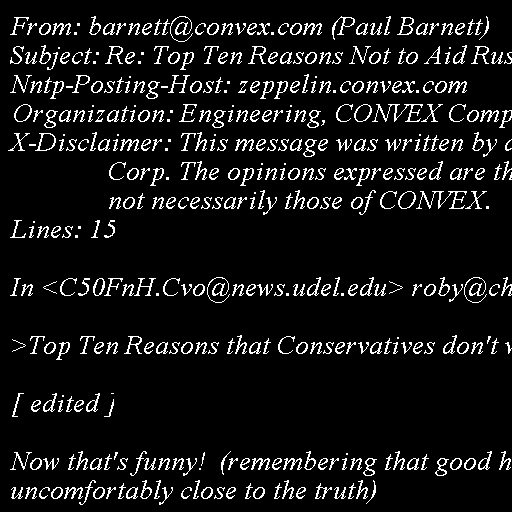 From: barnett@convex.com (Paul Barnett)
Subject: Re: Top Ten Reasons Not to Aid Rus
Nntp-Posting-Host: zeppelin.convex.com
Organization: Engineering, CONVEX Comp
X-Disclaimer: This message was written by a
Corp. The opinions expressed are th
not necessarily those of CONVEX.
Lines: 15
In <C50FnH.Cvo@news.udel.edu> roby@ch
>Top Ten Reasons that Conservatives don't w
[ edited ]
Now that's funny!  (remembering that good h
uncomfortably close to the truth)